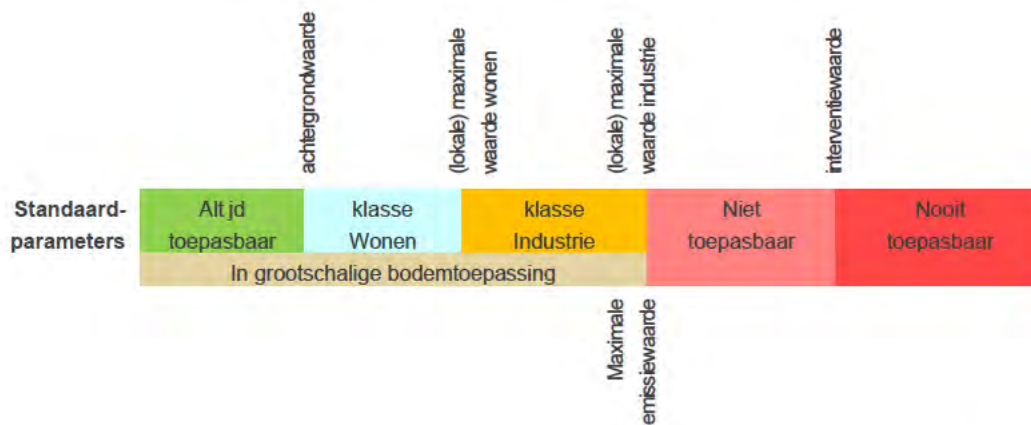 achtergrondwaarde
(lokale) maximale
waarde wonen
(lokale) maximale
waarde industrie
interventiewaarde
Standaard-
parameters
Alt jd
toepasbaar
klasse
Wonen
klasse
Industrie
Niet
toepasbaar
Nooit
toepasbaar
In grootschalige bodemtoepassing
Maximale
emissiewaarde